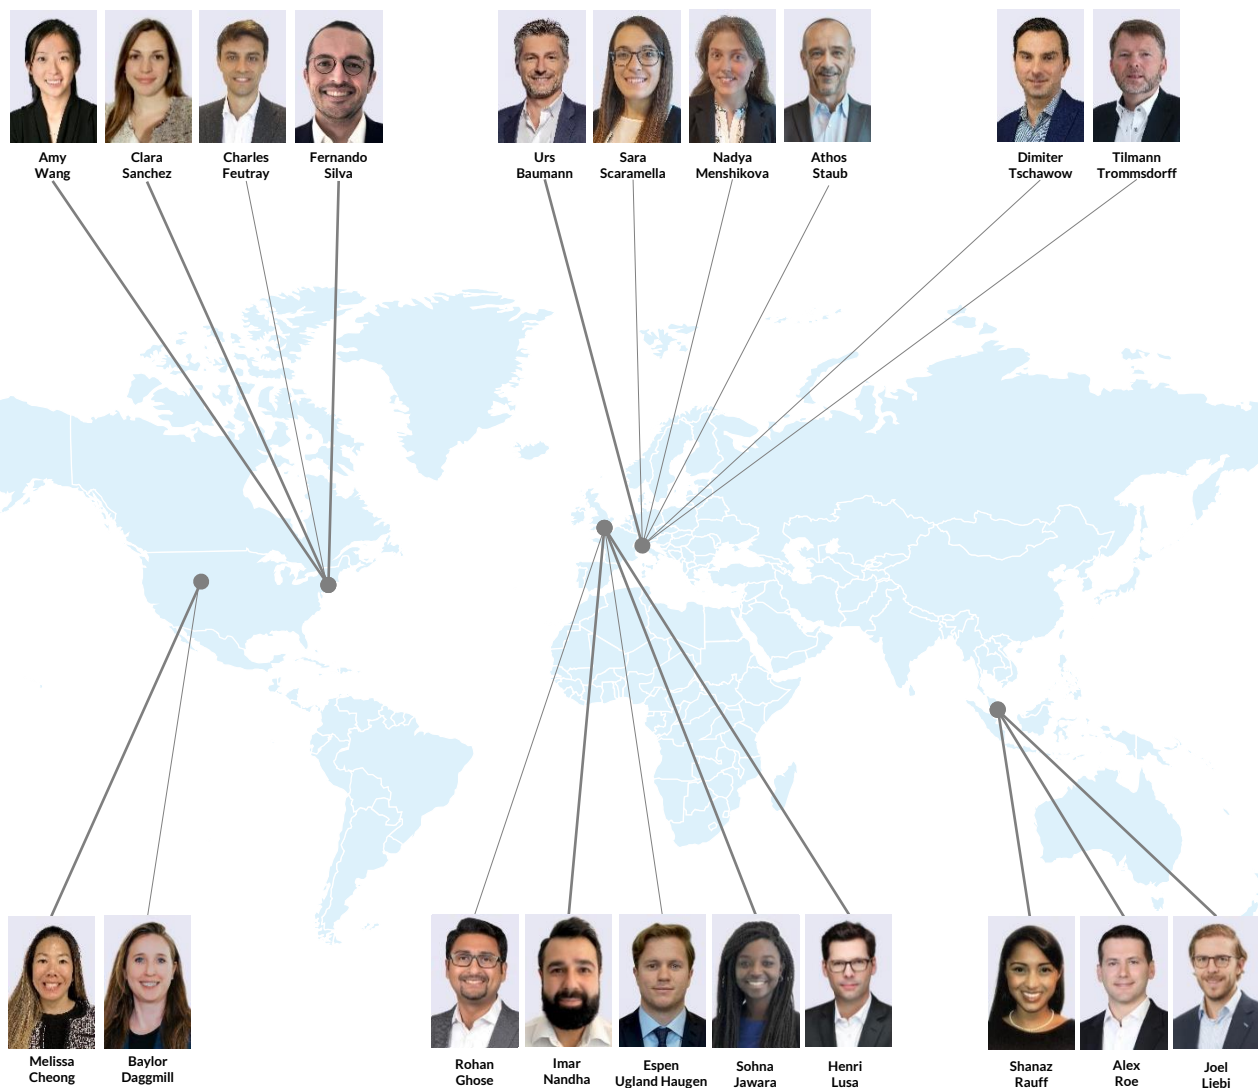 Amy
Wang
Clara
Sanchez
Charles
Feutray
Fernando
Silva
Urs
Baumann
Sara
Scaramella
Nadya
Menshikova
Athos
Staub
Dimiter
Tschawow
Tilmann
Trommsdorff
Melissa
Cheong
Baylor
Daggmill
Rohan
Ghose
Imar
Nandha
Espen
Ugland Haugen
Sohna
Jawara
Henri
Lusa
Shanaz
Rauff
Alex
Roe
Joel
Liebi